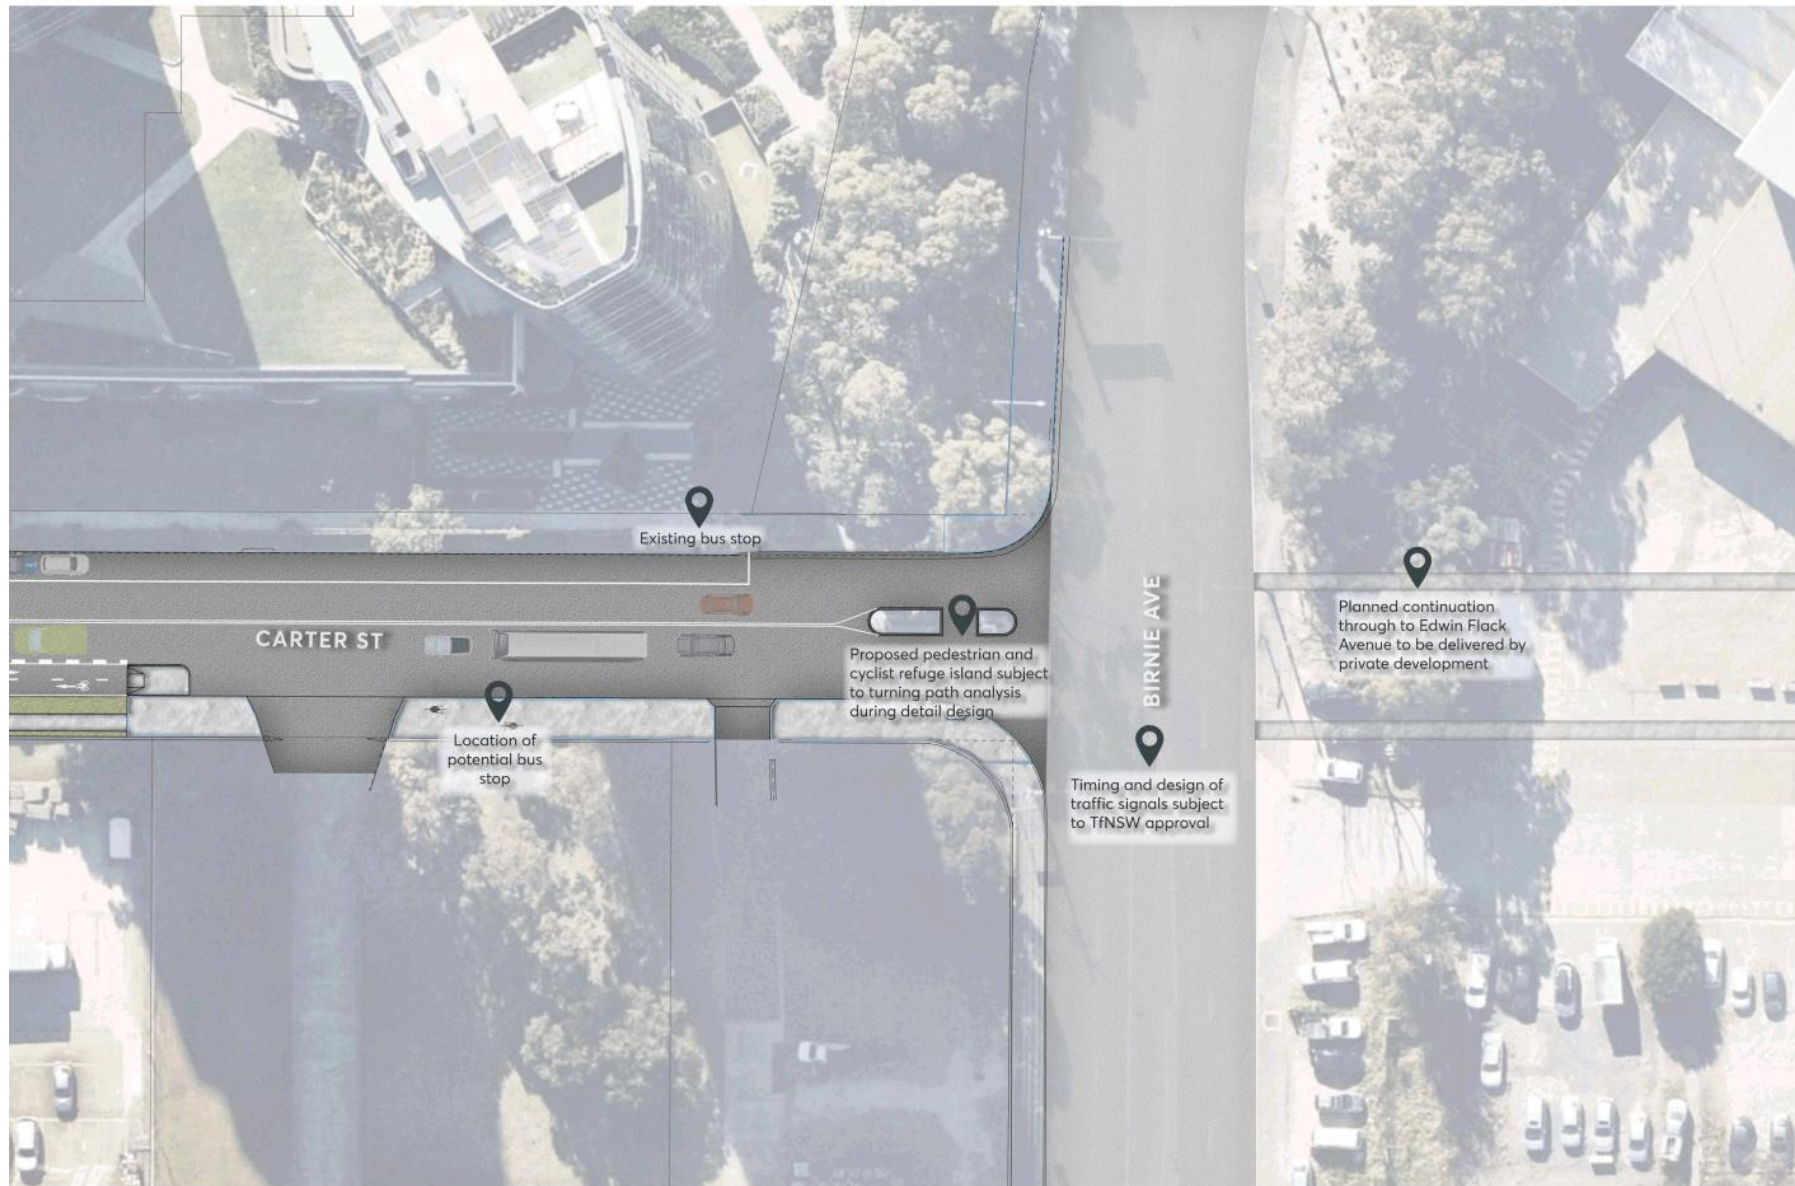 Existing bus stop
CARTER ST
BIRNIE AVE
Planned continuation
through to Edwin Flack
Avenue to be delivered by
private development
Proposed pedestrian and
cyclist refuge island subject
to turning path analysis
during detail design
Location of
potential bus
stop
Timing and design of
traffic signals subject
to TfNSW approval